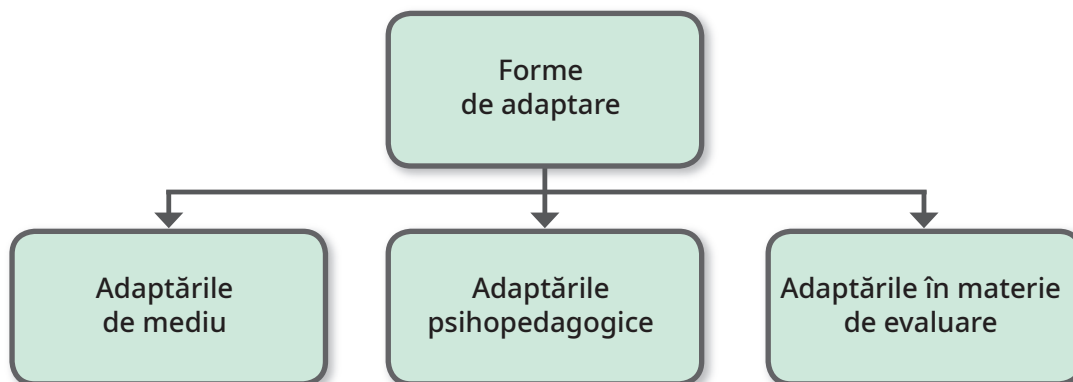 Forme
de adaptare
Adaptările
de mediu
Adaptările
psihopedagogice
Adaptările în materie
de evaluare